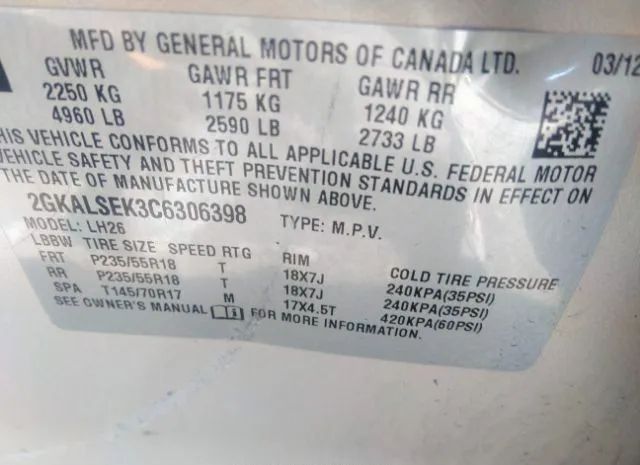 MFD BY GENERAL MOTORS OF CANADA LTD. 03/12
GVWR GAWR FRT GAWR RR
2250 KG 1175 KG 1240 KG
4960 LB 2590 LB 2733 LB
HIS VEHICLE CONFORMS TO ALL APPLICABLE U.S. FEDERAL MOTOR
VEHICLE SAFETY AND THEFT PREVENTION STANDARDS IN EFFECT ON
THE DATE OF MANUFACTURE SHOWN ABOVE.
2GKALSEK3C6306398 TYPE: M.P.V.
MODEL: LH26
LBBW TIRE SIZE SPEED RTG RIM COLD TIRE PRESSURE
FRT P235/55R18 T 18X7J 240KPA(35PSI)
RR P235/55R18 T 18X7J 240KPA(35PSI)
SPA T145/70R17 M 17X4.5T 420KPA(60PSI)
SEE OWNER'S MANUAL FOR MORE INFORMATION.